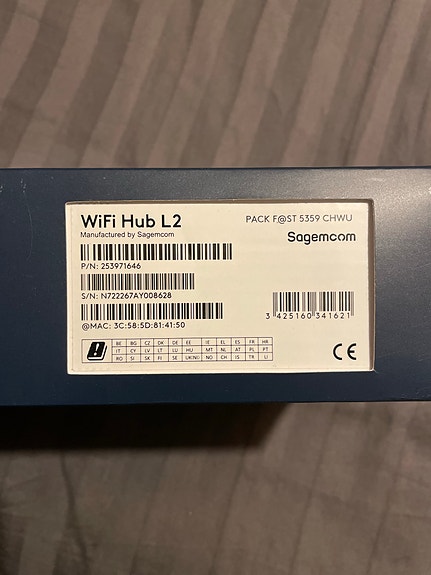 WiFi Hub L2
Manufactured by Sagemcom
PACK F@ST 5359 CHWU
Sagemcom
P/N: 253971646
S/N: N722267AY008628
@MAC: 3C:58:5D:81:41:50
3 425160 341621
BE BG CZ DK DE EE IE EL ES FR HR
IT CY LV LT LU HU MT NL AT PL PT
RO SI SK FI SE UK(NI) NO CH IS TR LI
CE